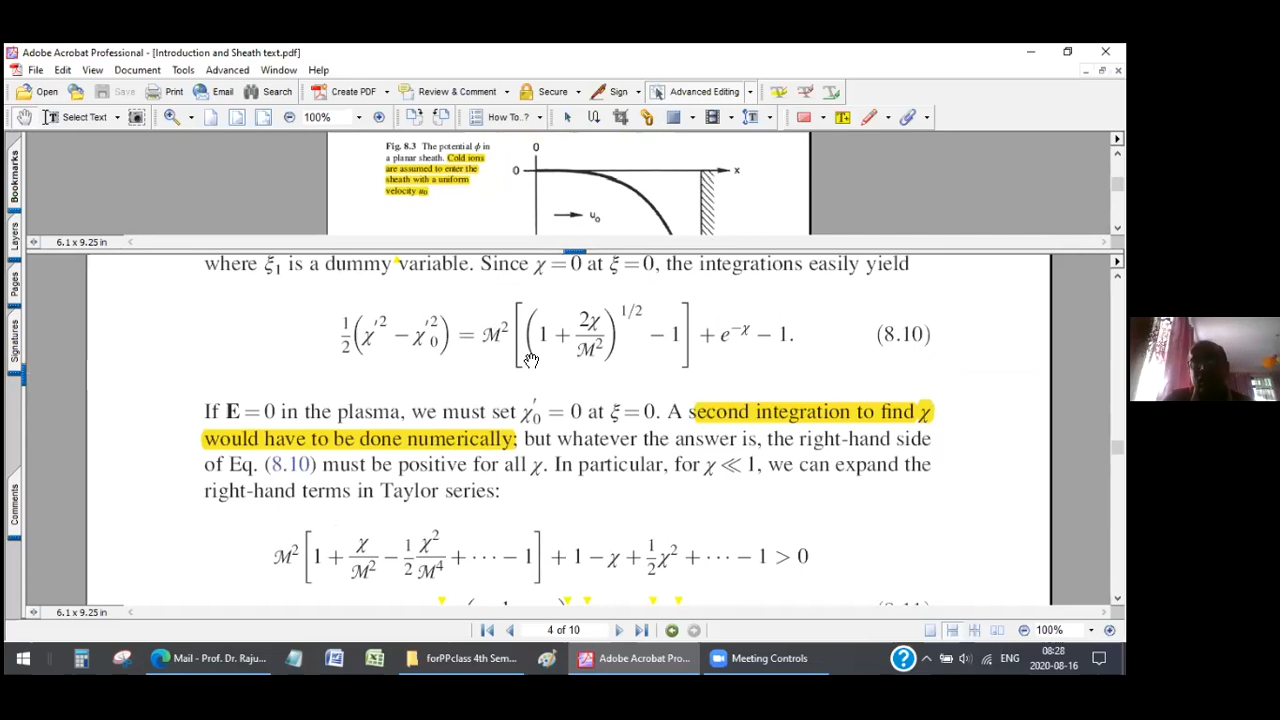 Adobe Acrobat Professional - [Introduction and Sheath text.pdf]
File Edit View Document Tools Advanced Window Help
Open Save Print Email Search Create PDF Review & Comment Secure Sign Advanced Editing
Select Text 100% How To..?
Bookmarks
Layers
Pages
Signatures
Comments
Fig. 8.3 The potential ϕ in
a planar sheath. Cold ions
are assumed to enter the
sheath with a uniform
velocity u₀
0
0
x
u₀
6.1 x 9.25 in
where ξ₁ is a dummy variable. Since χ = 0 at ξ = 0, the integrations easily yield
1/2(χ′² − χ′₀²) = ℳ²[(1 + 2χ/ℳ²)^1/2 − 1] + e^−χ − 1. (8.10)
If E = 0 in the plasma, we must set χ′₀ = 0 at ξ = 0. A second integration to find χ
would have to be done numerically; but whatever the answer is, the right-hand side
of Eq. (8.10) must be positive for all χ. In particular, for χ ≪ 1, we can expand the
right-hand terms in Taylor series:
ℳ²[1 + χ/ℳ² − 1/2 χ²/ℳ⁴ + ··· − 1] + 1 − χ + 1/2χ² + ··· − 1 > 0
6.1 x 9.25 in
4 of 10 100%
Mail - Prof. Dr. Raju... forPPclass 4th Sem... Adobe Acrobat Pro... Meeting Controls ENG 08:28
2020-08-16